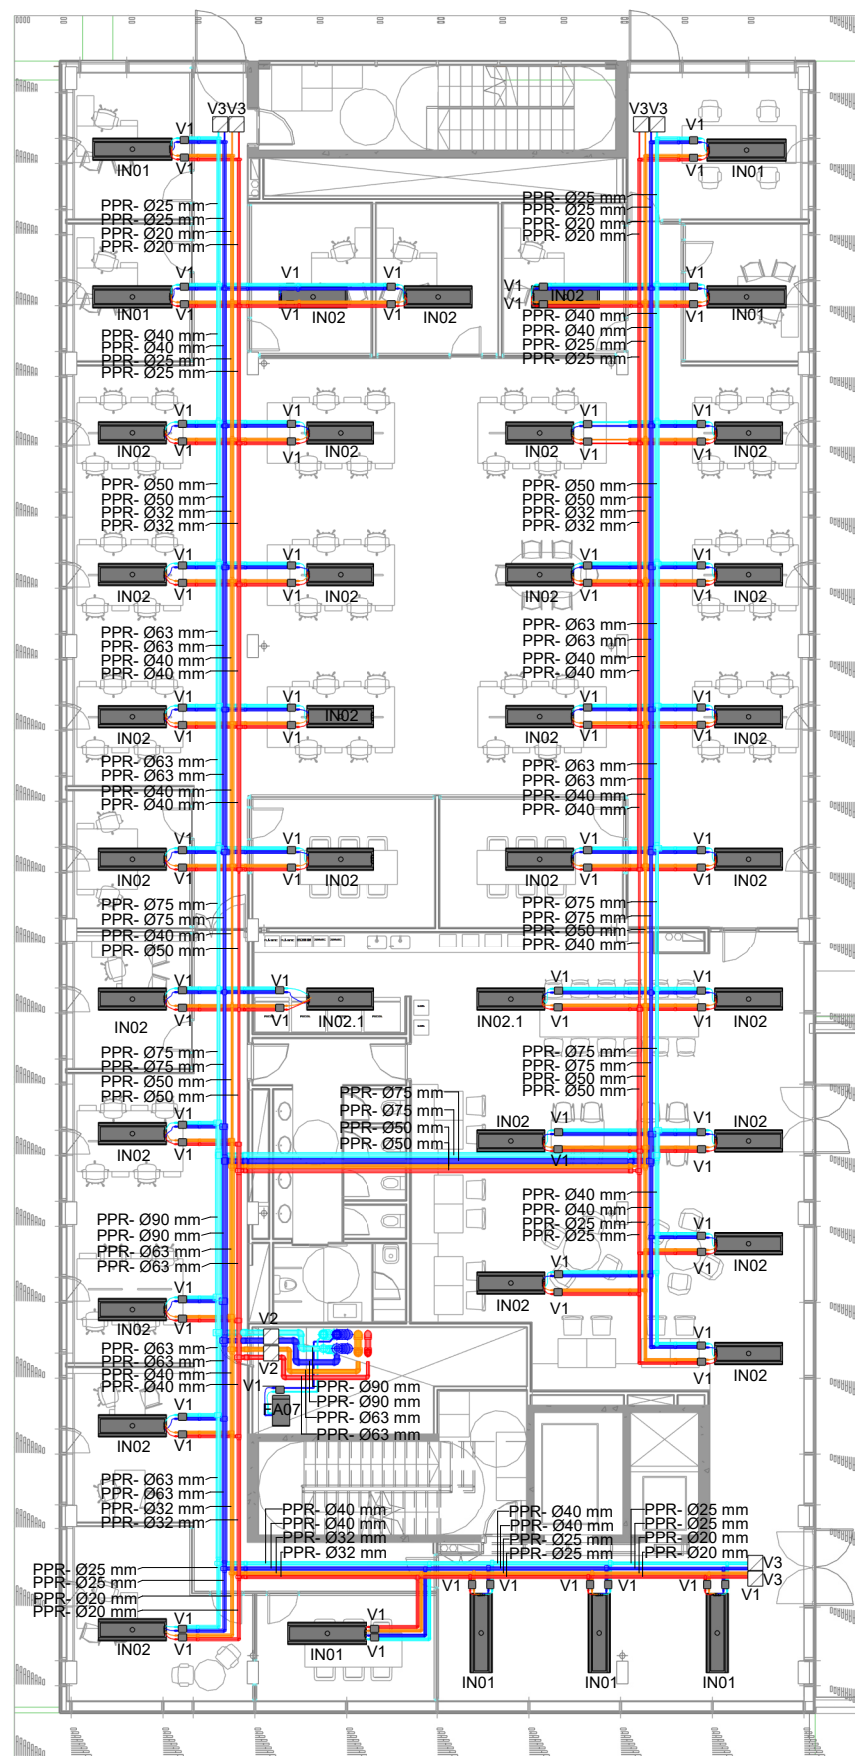 V3 V3
V3 V3
V1
V1
V1
V1
IN01
IN01
PPR- Ø25 mm
PPR- Ø25 mm
PPR- Ø20 mm
PPR- Ø20 mm
PPR- Ø25 mm
PPR- Ø25 mm
PPR- Ø20 mm
PPR- Ø20 mm
V1
V1
V1
V1
V1
IN02
V1
V1
V1
V1
V1
IN01
IN02
IN02
IN01
PPR- Ø40 mm
PPR- Ø40 mm
PPR- Ø25 mm
PPR- Ø25 mm
PPR- Ø40 mm
PPR- Ø40 mm
PPR- Ø25 mm
PPR- Ø25 mm
V1
V1
V1
V1
IN02
V1
V1
IN02
IN02
V1
V1
IN02
PPR- Ø50 mm
PPR- Ø50 mm
PPR- Ø32 mm
PPR- Ø32 mm
PPR- Ø50 mm
PPR- Ø50 mm
PPR- Ø32 mm
PPR- Ø32 mm
V1
V1
V1
V1
IN02
V1
V1
IN02
IN02
V1
V1
IN02
PPR- Ø63 mm
PPR- Ø63 mm
PPR- Ø40 mm
PPR- Ø40 mm
PPR- Ø63 mm
PPR- Ø63 mm
PPR- Ø40 mm
PPR- Ø40 mm
V1
V1
V1
V1
IN02
IN02
V1
V1
IN02
V1
V1
IN02
PPR- Ø63 mm
PPR- Ø63 mm
PPR- Ø40 mm
PPR- Ø40 mm
PPR- Ø63 mm
PPR- Ø63 mm
PPR- Ø40 mm
PPR- Ø40 mm
V1
V1
V1
V1
IN02
V1
V1
IN02
IN02
V1
V1
IN02
PPR- Ø75 mm
PPR- Ø75 mm
PPR- Ø40 mm
PPR- Ø50 mm
PPR- Ø75 mm
PPR- Ø75 mm
PPR- Ø50 mm
PPR- Ø40 mm
V1
V1
V1
V1
IN02
V1
V1
IN02.1
IN02.1
V1
V1
IN02
PPR- Ø75 mm
PPR- Ø75 mm
PPR- Ø50 mm
PPR- Ø50 mm
PPR- Ø75 mm
PPR- Ø75 mm
PPR- Ø50 mm
PPR- Ø50 mm
PPR- Ø75 mm
PPR- Ø75 mm
PPR- Ø50 mm
PPR- Ø50 mm
V1
IN02
V1
IN02
V1
V1
V1
V1
IN02
IN02
PPR- Ø90 mm
PPR- Ø90 mm
PPR- Ø63 mm
PPR- Ø63 mm
PPR- Ø40 mm
PPR- Ø40 mm
PPR- Ø25 mm
PPR- Ø25 mm
V1
V1
IN02
V1
V1
IN02
V1
IN02
V1
V2
V2
V1
V1
IN02
PPR- Ø63 mm
PPR- Ø63 mm
PPR- Ø40 mm
PPR- Ø40 mm
V1
EA07
PPR- Ø90 mm
PPR- Ø90 mm
PPR- Ø63 mm
PPR- Ø63 mm
V1
V1
IN02
PPR- Ø63 mm
PPR- Ø63 mm
PPR- Ø32 mm
PPR- Ø32 mm
PPR- Ø40 mm
PPR- Ø40 mm
PPR- Ø32 mm
PPR- Ø32 mm
PPR- Ø40 mm
PPR- Ø40 mm
PPR- Ø25 mm
PPR- Ø25 mm
PPR- Ø25 mm
PPR- Ø25 mm
PPR- Ø20 mm
PPR- Ø20 mm
V3
V3
PPR- Ø25 mm
PPR- Ø25 mm
PPR- Ø20 mm
PPR- Ø20 mm
V1
V1
V1
V1
V1
V1
V1
V1
IN02
V1
V1
IN01
IN01
IN01
IN01